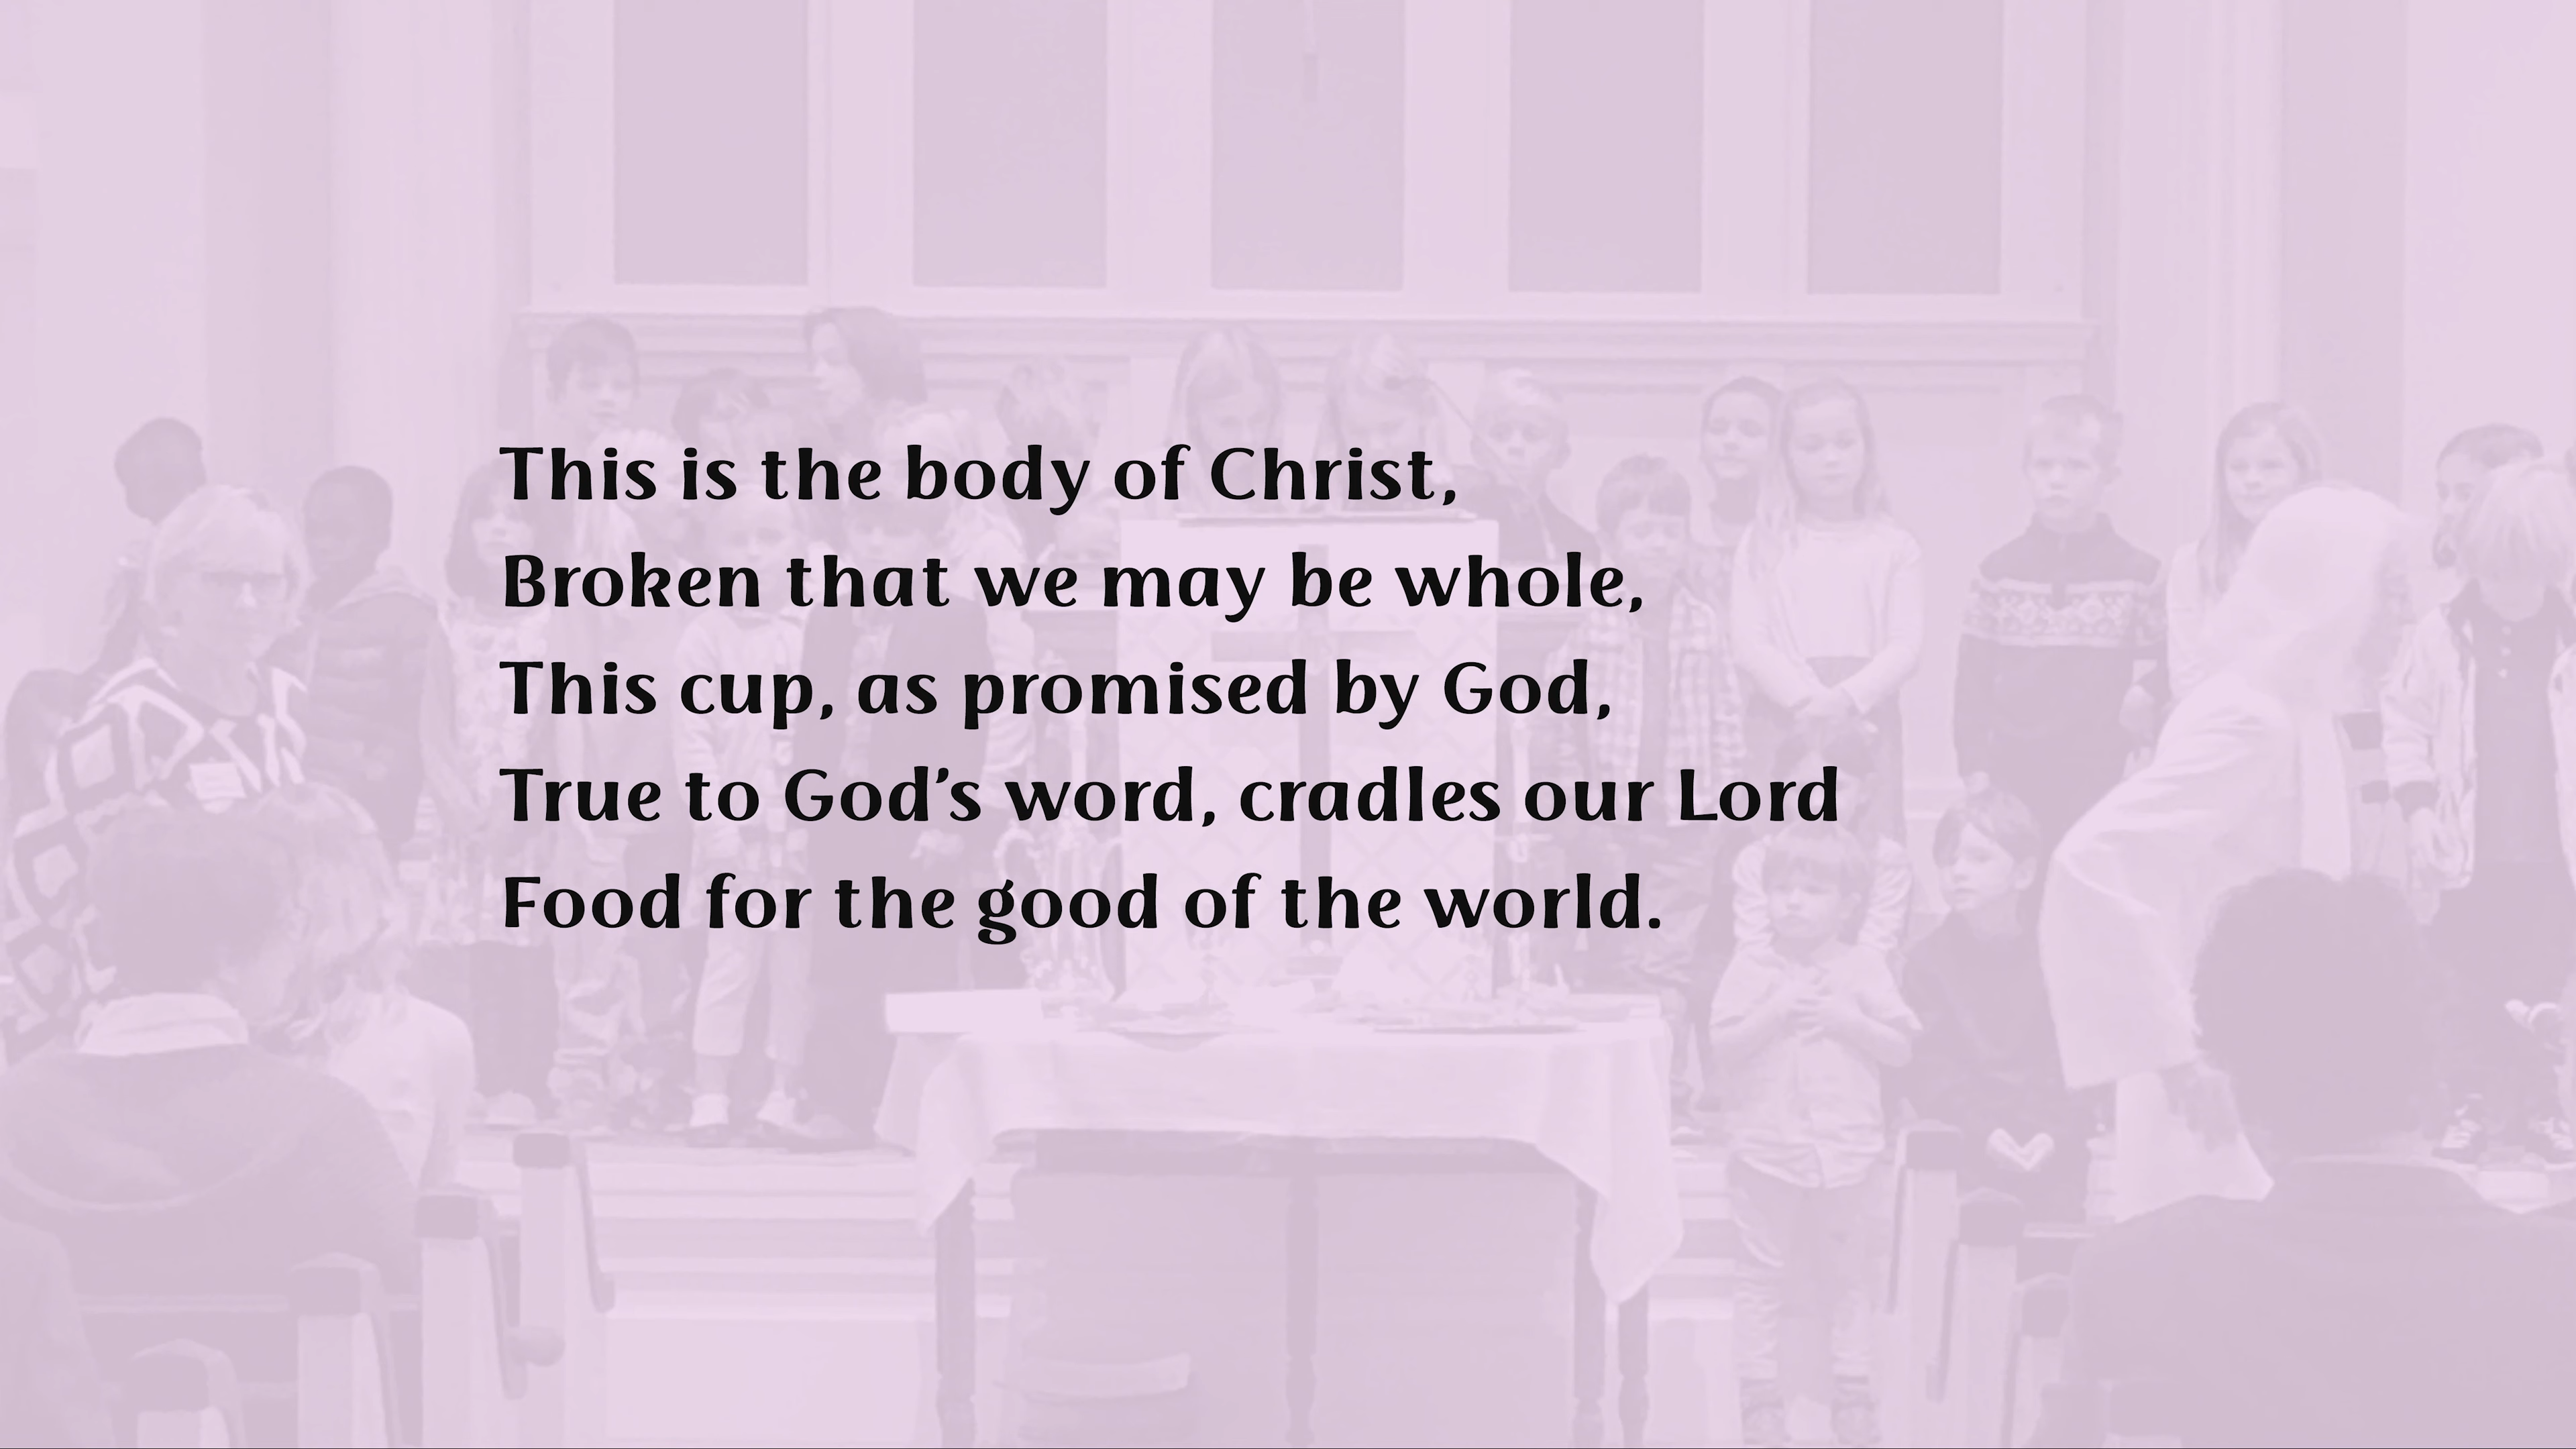 This is the body of Christ,
Broken that we may be whole,
This cup, as promised by God,
True to God’s word, cradles our Lord
Food for the good of the world.